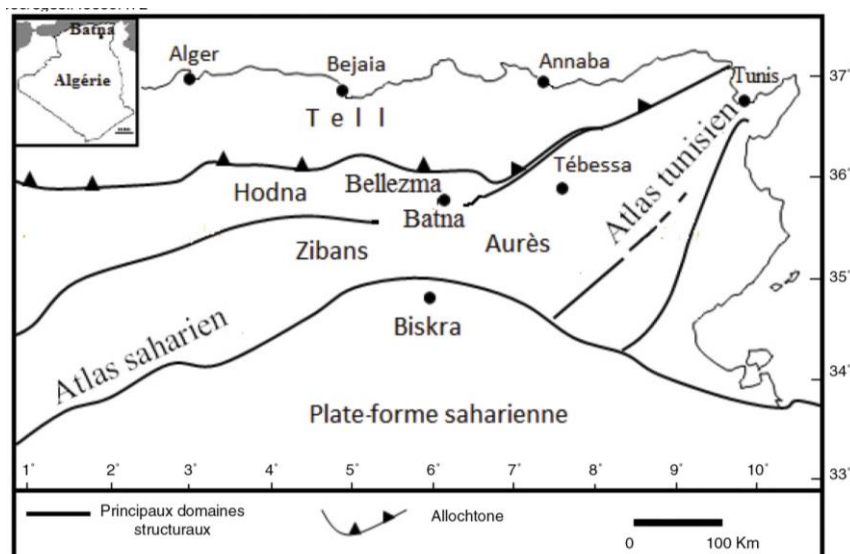 Batna
Algérie
Alger
Bejaia
Annaba
Tunis
37°
Tell
Tébessa
Atlas tunisien
36°
Hodna
Bellezma
Batna
Zibans
Aurès
35°
Biskra
Atlas saharien
34°
Plate-forme saharienne
1° 2° 3° 4° 5° 6° 7° 8° 9° 10°
33°
Principaux domaines
structuraux
Allochtone
0 100 Km